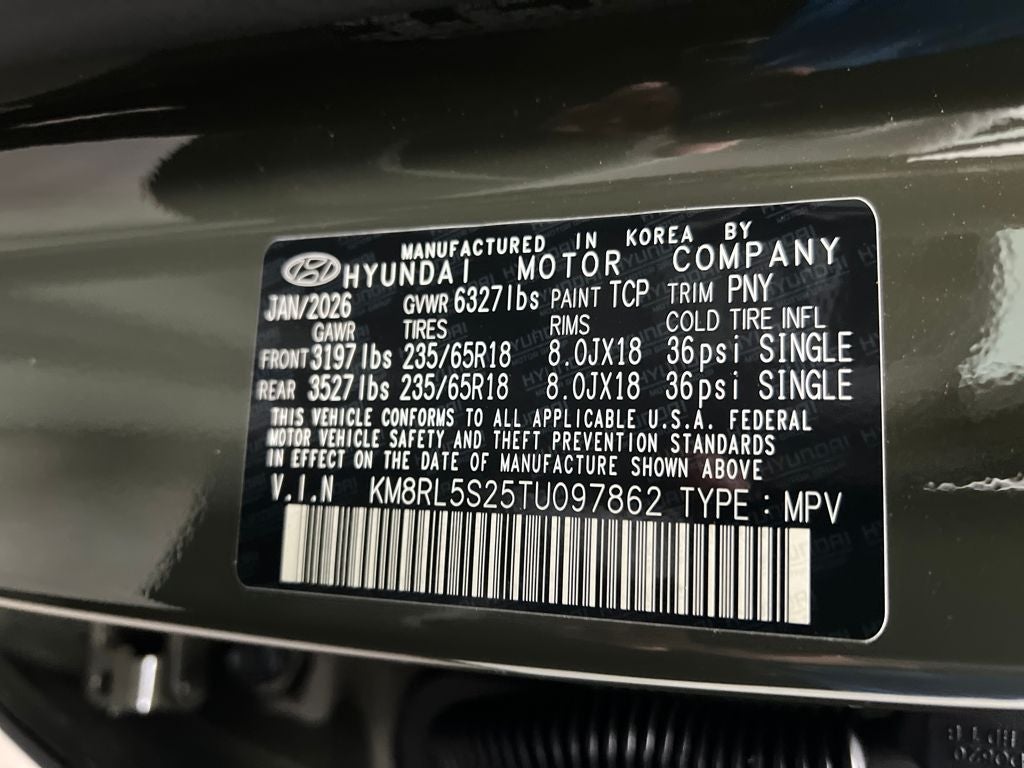 MANUFACTURED IN KOREA BY
HYUNDAI MOTOR COMPANY
JAN/2026 GVWR 6327lbs PAINT TCP TRIM PNY
GAWR TIRES RIMS COLD TIRE INFL
FRONT 3197lbs 235/65R18 8.0JX18 36psi SINGLE
REAR 3527lbs 235/65R18 8.0JX18 36psi SINGLE
THIS VEHICLE CONFORMS TO ALL APPLICABLE U.S.A. FEDERAL
MOTOR VEHICLE SAFETY AND THEFT PREVENTION STANDARDS
IN EFFECT ON THE DATE OF MANUFACTURE SHOWN ABOVE
V.I.N KM8RL5S25TU097862 TYPE : MPV